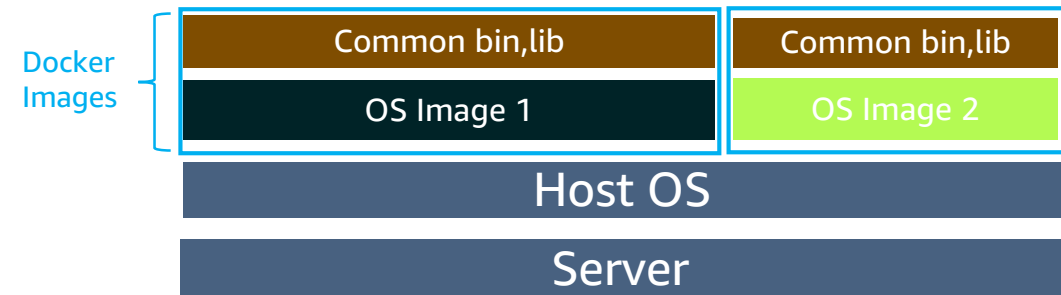 Docker
Images
Common bin,lib
Common bin,lib
OS Image 1
OS Image 2
Host OS
Server